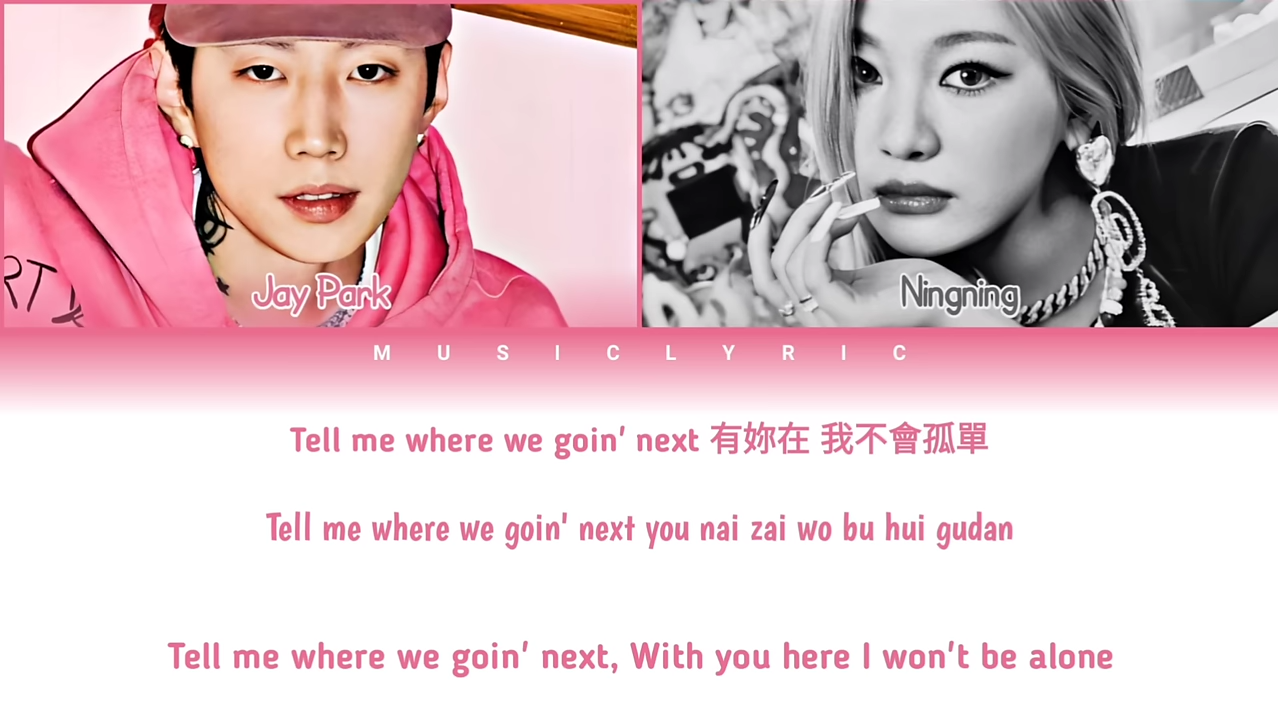 RT
Jay Park
Ningning
MUSICLYRIC
Tell me where we goin' next 有妳在 我不會孤單
Tell me where we goin' next you nai zai wo bu hui gudan
Tell me where we goin' next, With you here I won't be alone